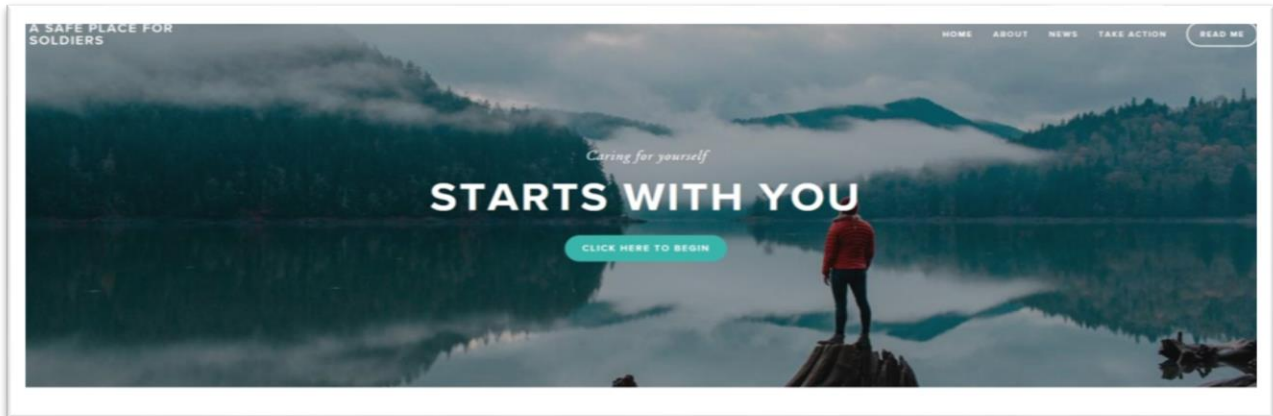 A SAFE PLACE FOR
SOLDIERS
HOME ABOUT NEWS TAKE ACTION READ ME
Caring for yourself
STARTS WITH YOU
CLICK HERE TO BEGIN